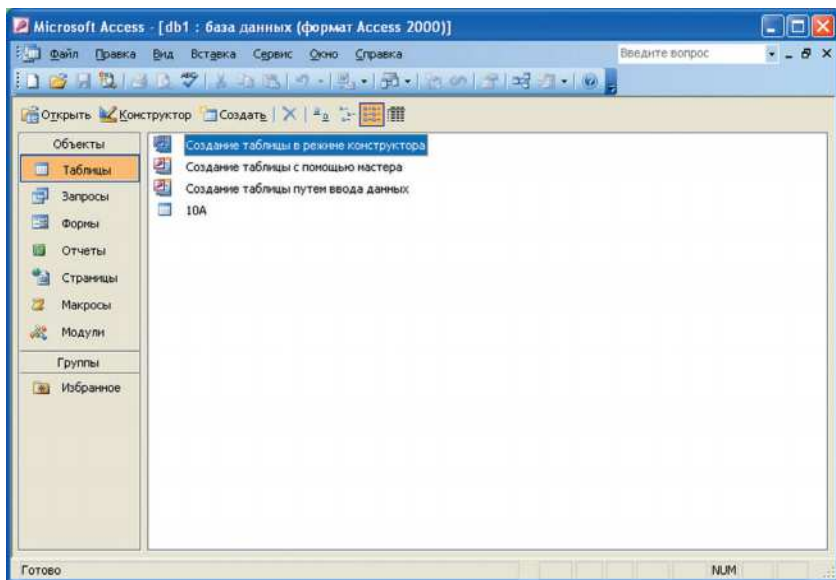 Microsoft Access - [db1 : база данных (формат Access 2000)]
Файл Правка Вид Вставка Сервис Окно Справка Введите вопрос
Открыть Конструктор Создать
Объекты
Таблицы
Запросы
Формы
Отчеты
Страницы
Макросы
Модули
Группы
Избранное
Создание таблицы в режиме конструктора
Создание таблицы с помощью мастера
Создание таблицы путем ввода данных
10А
Готово NUM